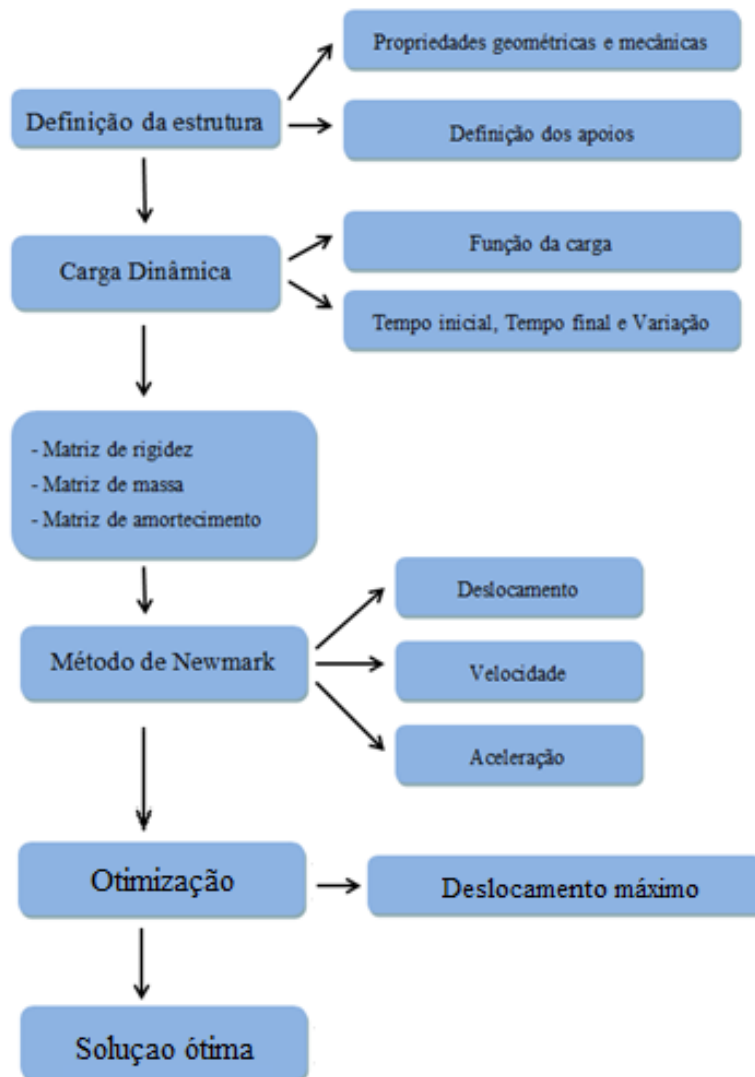 Propriedades geométricas e mecânicas
Definição da estrutura
Definição dos apoios
Carga Dinâmica
Função da carga
Tempo inicial, Tempo final e Variação
- Matriz de rigidez
- Matriz de massa
- Matriz de amortecimento
Método de Newmark
Deslocamento
Velocidade
Aceleração
Otimização
Deslocamento máximo
Soluçao ótima